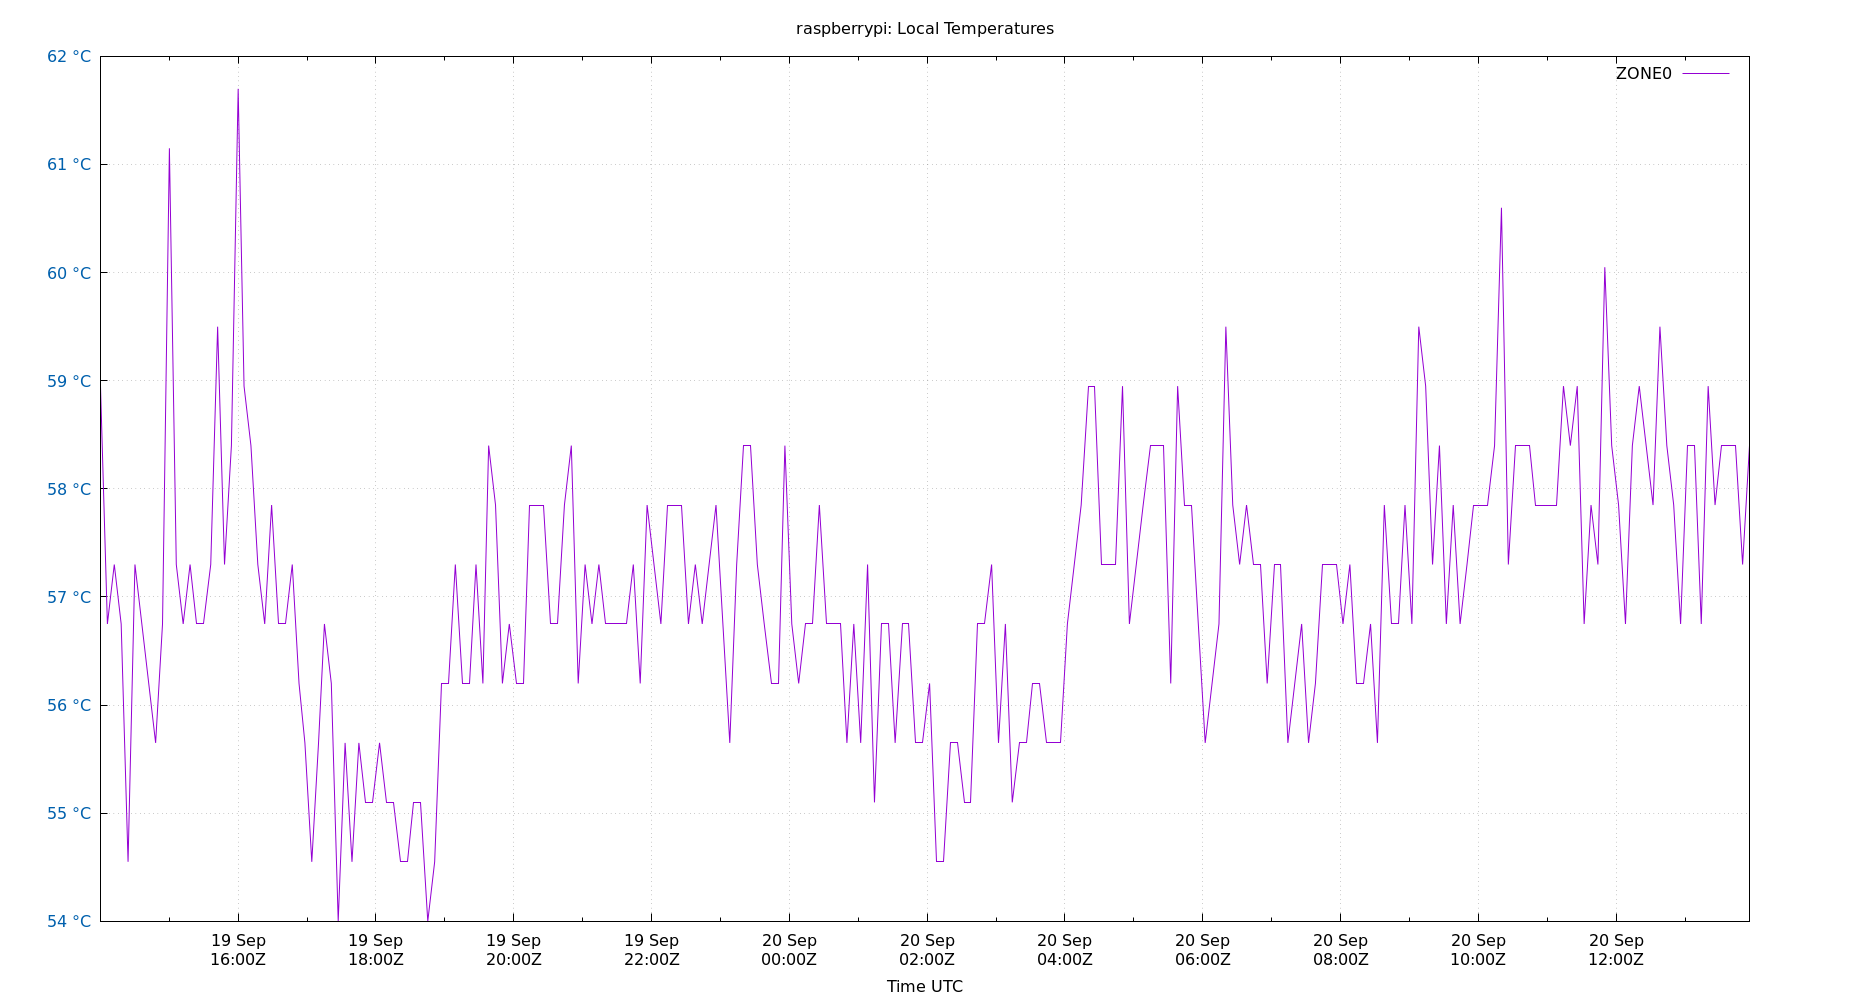 raspberrypi: Local Temperatures
62 °C
ZONE0
61 °C
60 °C
59 °C
58 °C
57 °C
56 °C
55 °C
54 °C
19 Sep 19 Sep 19 Sep 19 Sep 20 Sep 20 Sep 20 Sep 20 Sep 20 Sep 20 Sep 20 Sep
16:00Z 18:00Z 20:00Z 22:00Z 00:00Z 02:00Z 04:00Z 06:00Z 08:00Z 10:00Z 12:00Z
Time UTC